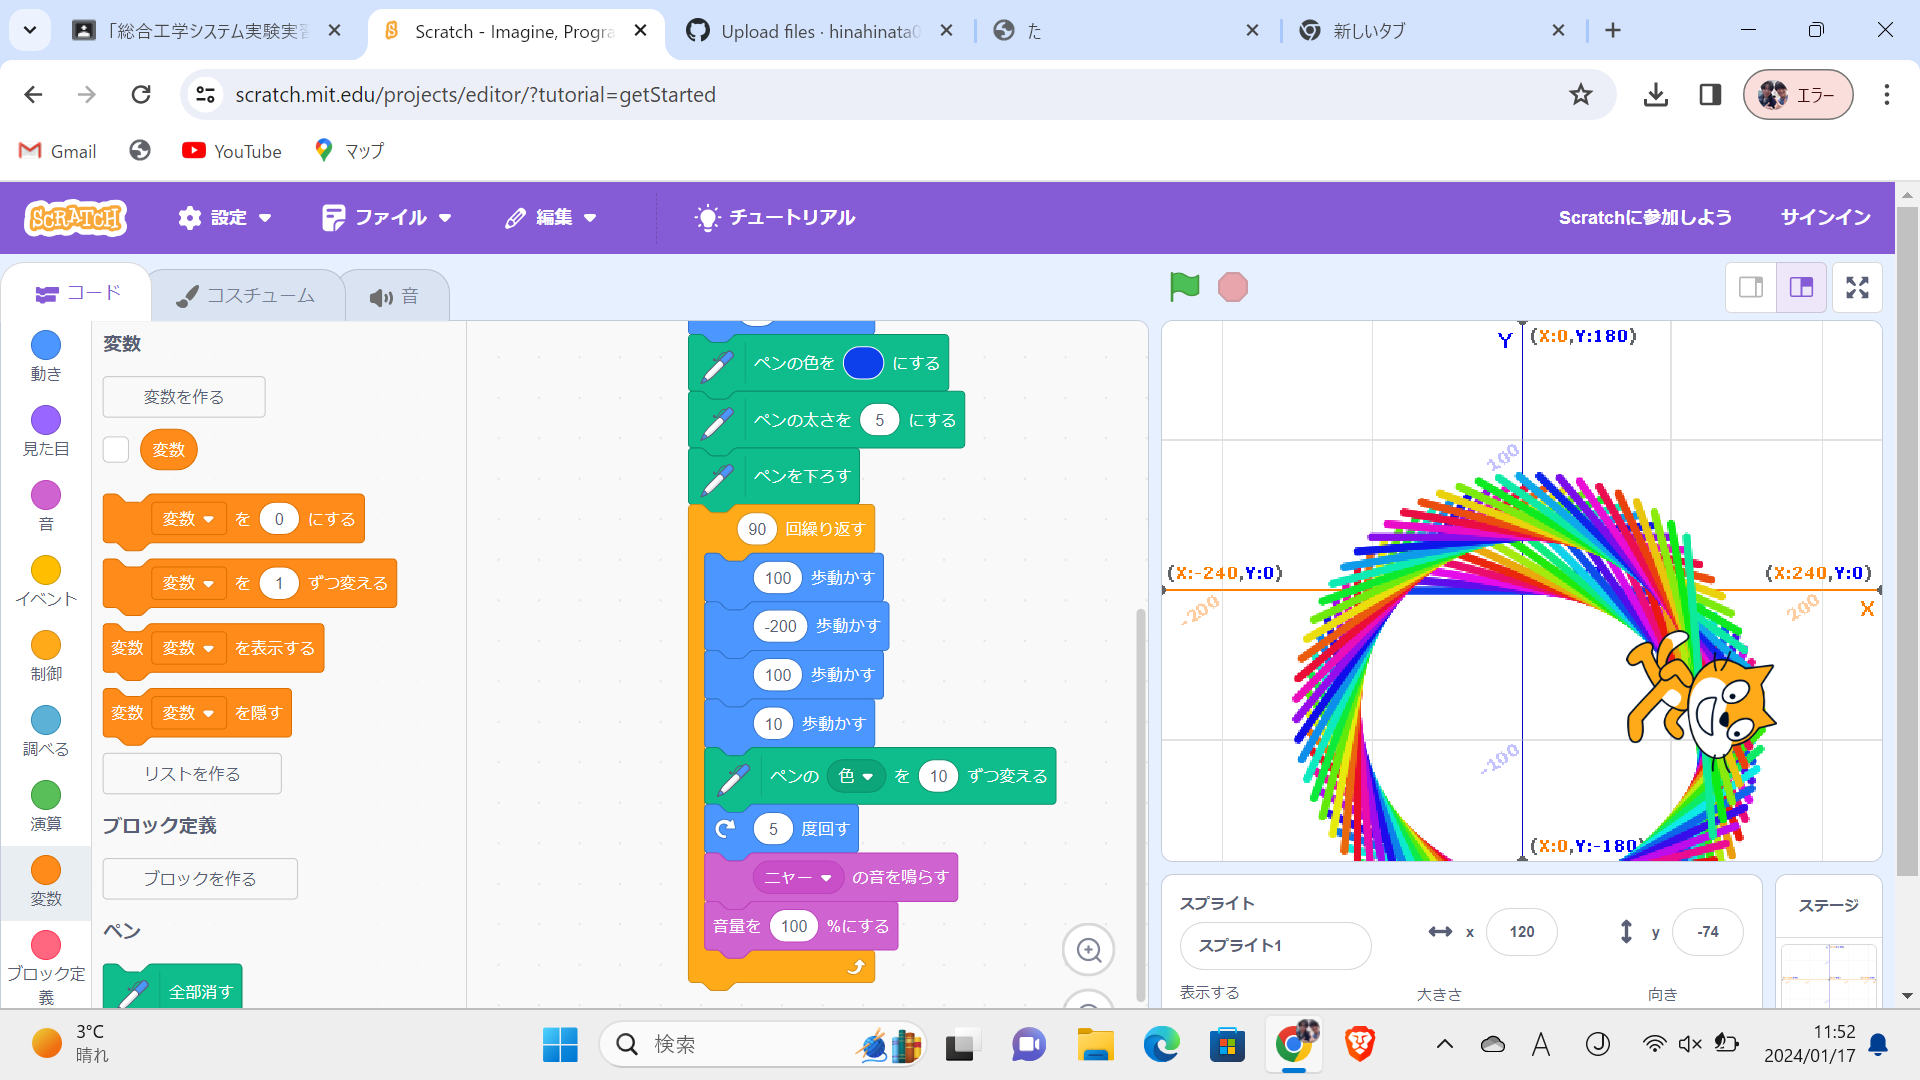 「総合工学システム実験実習
Scratch - Imagine, Progra
Upload files · hinahinata0
た
新しいタブ
scratch.mit.edu/projects/editor/?tutorial=getStarted
エラー
Gmail
YouTube
マップ
SCRATCH
設定
ファイル
編集
チュートリアル
Scratchに参加しよう
サインイン
コード
コスチューム
音
動き
見た目
音
イベント
制御
調べる
演算
変数
ブロック定義
変数
変数を作る
変数
変数 を 0 にする
変数 を 1 ずつ変える
変数 変数 を表示する
変数 変数 を隠す
リストを作る
ブロック定義
ブロックを作る
ペン
全部消す
ペンの色を にする
ペンの太さを 5 にする
ペンを下ろす
90 回繰り返す
100 歩動かす
-200 歩動かす
100 歩動かす
10 歩動かす
ペンの 色 を 10 ずつ変える
5 度回す
ニャー の音を鳴らす
音量を 100 %にする
Y
(X:0,Y:180)
100
(X:-240,Y:0)
(X:240,Y:0)
-200
200
X
-100
(X:0,Y:-180)
スプライト
スプライト1
x 120
y -74
表示する
大きさ
向き
ステージ
3°C
晴れ
検索
A
J
11:52
2024/01/17